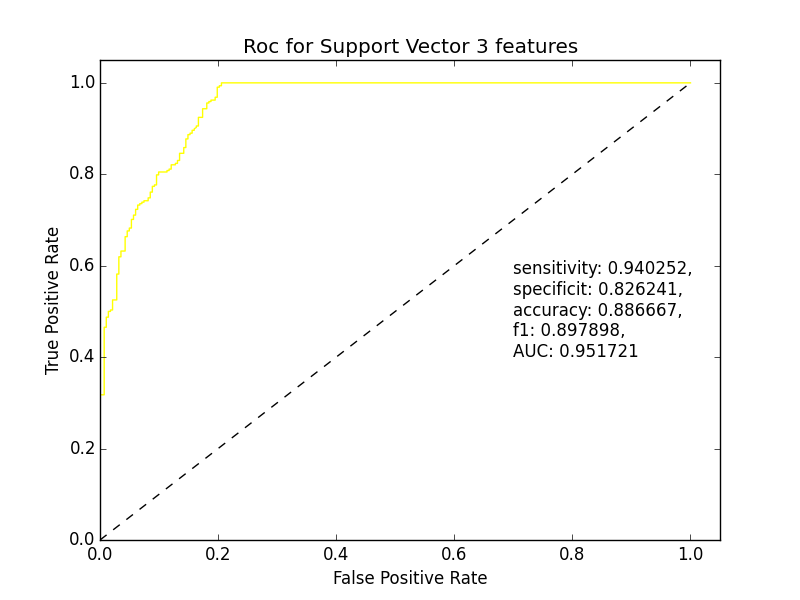 Roc for Support Vector 3 features
1.0
0.8
0.6
0.4
0.2
0.0
True Positive Rate
sensitivity: 0.940252,
specificit: 0.826241,
accuracy: 0.886667,
f1: 0.897898,
AUC: 0.951721
0.0 0.2 0.4 0.6 0.8 1.0
False Positive Rate